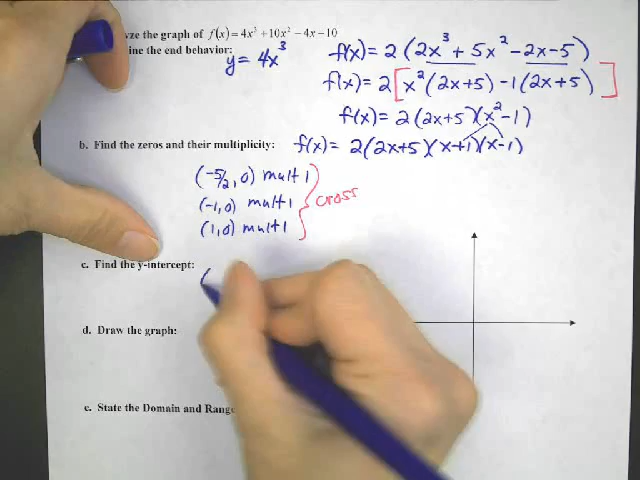 yze the graph of f(x) = 4x³ + 10x² − 4x − 10
ine the end behavior:
y = 4x³
f(x) = 2(2x³ + 5x² − 2x − 5)
f(x) = 2[x²(2x+5) − 1(2x+5)]
f(x) = 2(2x+5)(x² − 1)
b. Find the zeros and their multiplicity: f(x) = 2(2x+5)(x+1)(x−1)
(−5/2, 0) mult 1
(−1, 0) mult 1 cross
(1, 0) mult 1
c. Find the y-intercept: (
d. Draw the graph:
e. State the Domain and Range